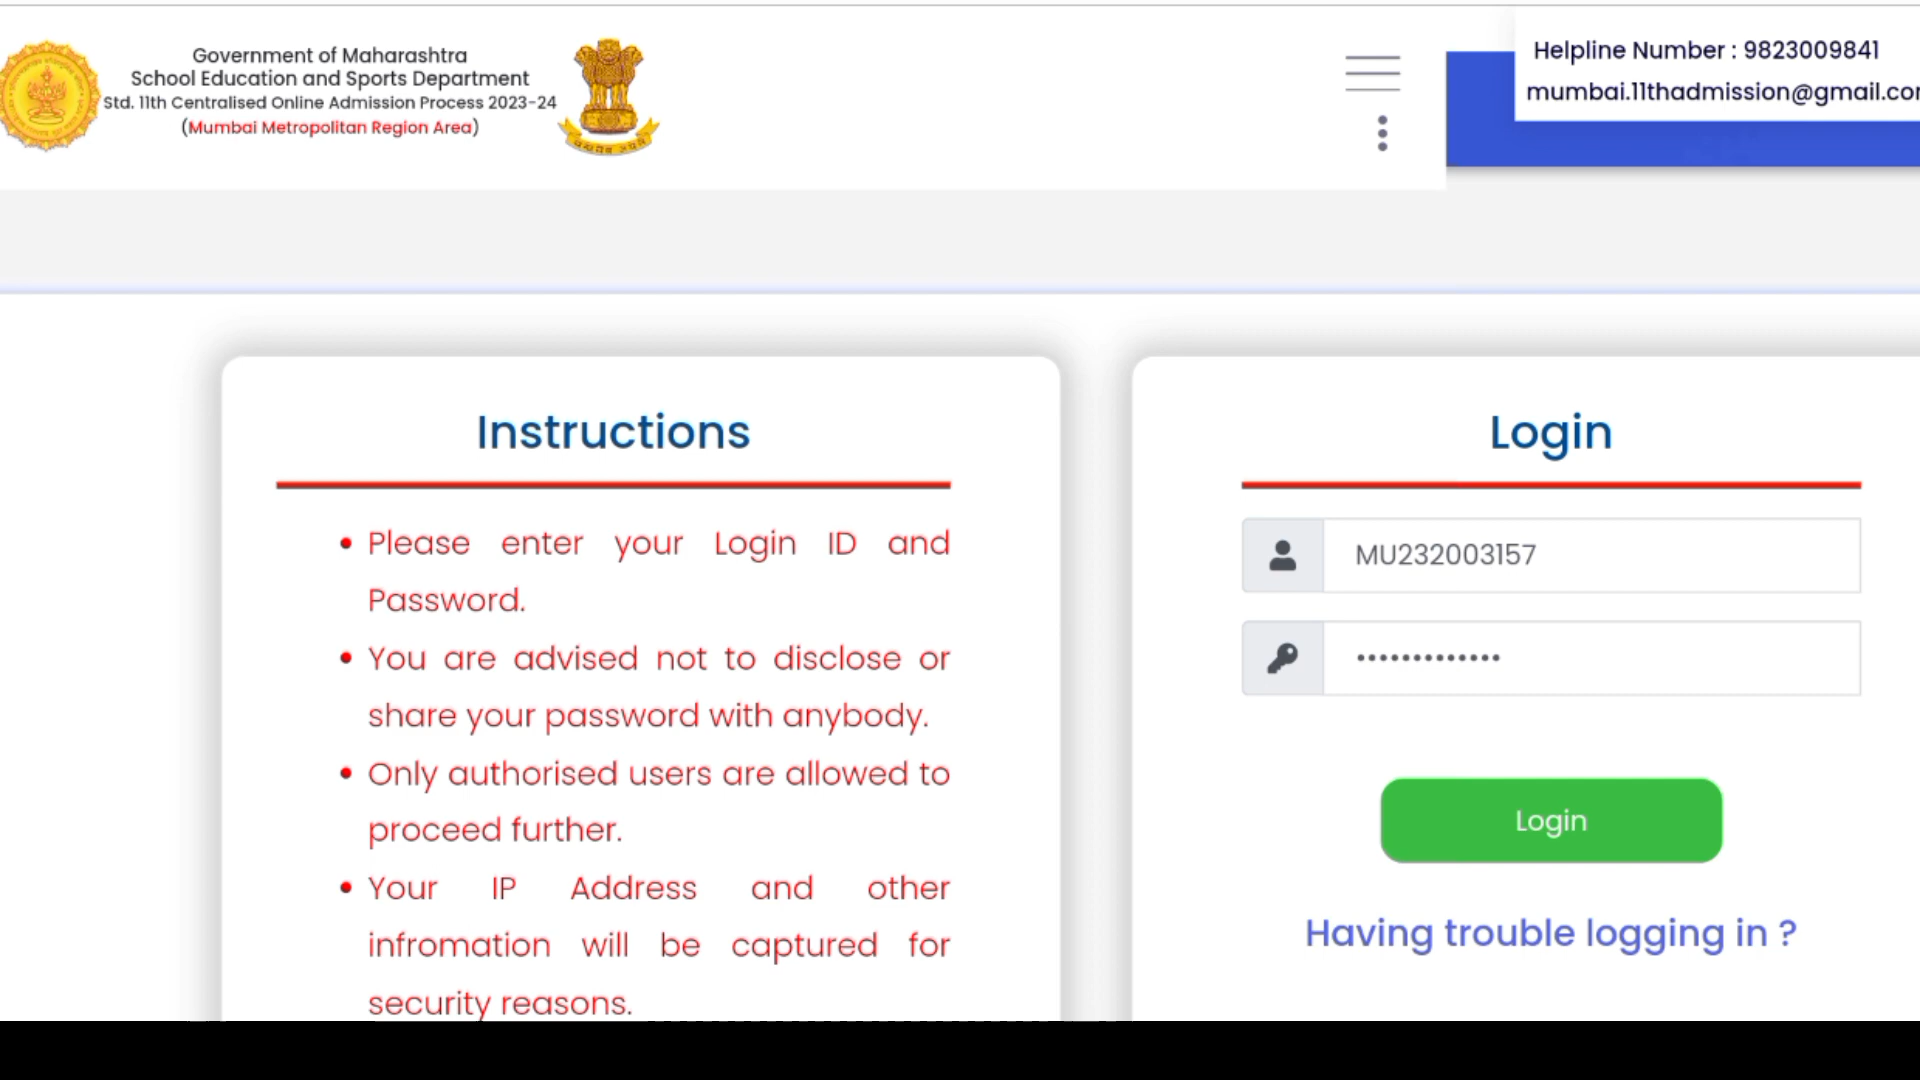 Government of Maharashtra
School Education and Sports Department
Std. 11th Centralised Online Admission Process 2023-24
(Mumbai Metropolitan Region Area)
Helpline Number : 9823009841
mumbai.11thadmission@gmail.co
Instructions
Please enter your Login ID and
Password.
You are advised not to disclose or
share your password with anybody.
Only authorised users are allowed to
proceed further.
Your IP Address and other
infromation will be captured for
security reasons.
Login
MU232003157
•••••••••••••
Login
Having trouble logging in ?